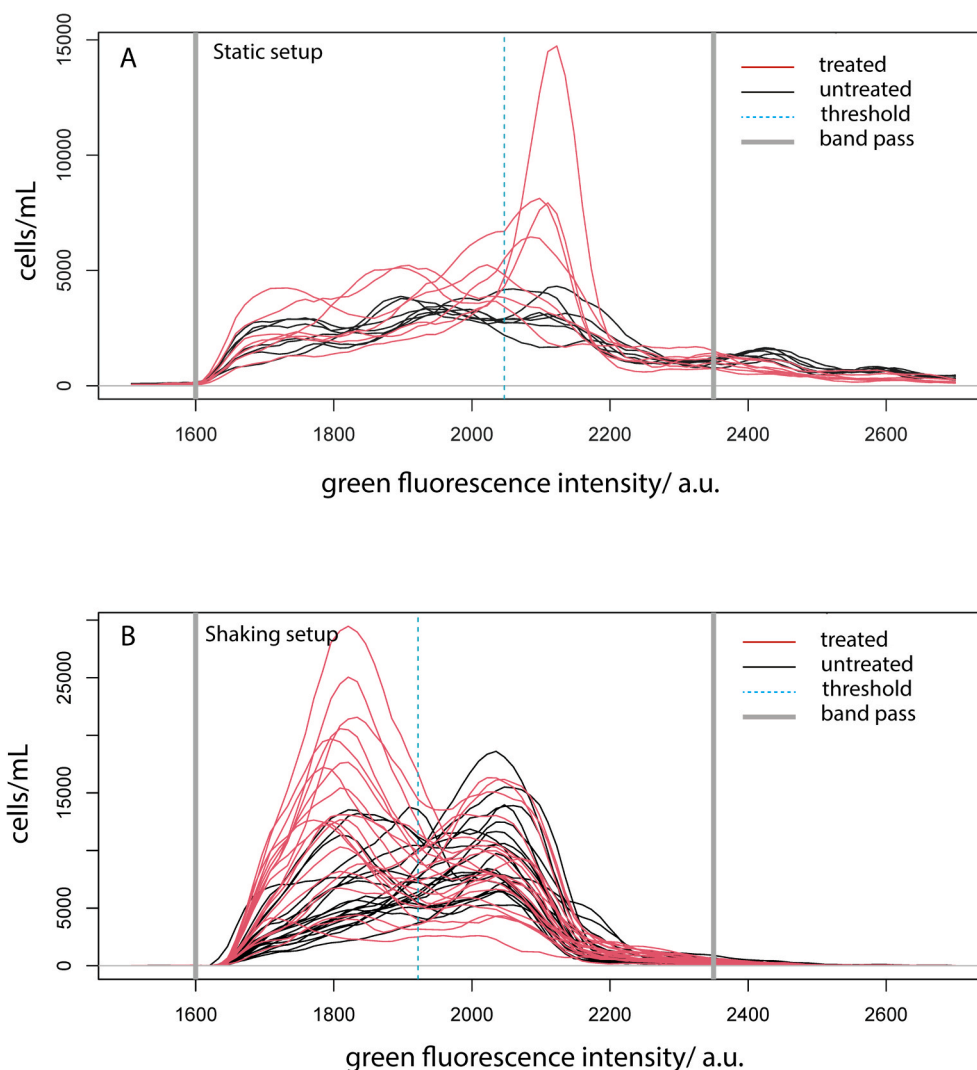 A
Static setup
treated
untreated
threshold
band pass
15000
10000
5000
0
cells/mL
1600 1800 2000 2200 2400 2600
green fluorescence intensity/ a.u.
B
Shaking setup
treated
untreated
threshold
band pass
25000
15000
5000
0
cells/mL
1600 1800 2000 2200 2400 2600
green fluorescence intensity/ a.u.